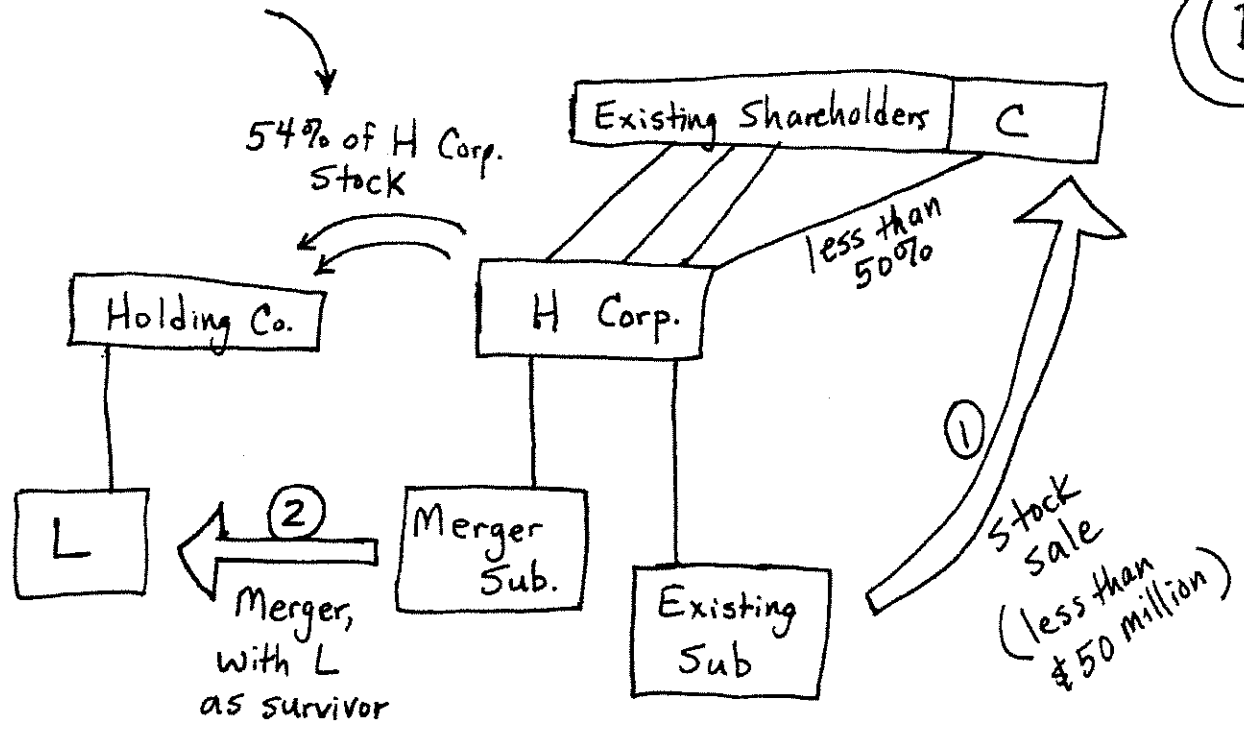 54% of H Corp.
stock
Existing Shareholders
C
less than
50%
Holding Co.
H Corp.
1
stock
sale
(less than
$50 million)
L
2
Merger,
with L
as survivor
Merger
Sub.
Existing
Sub